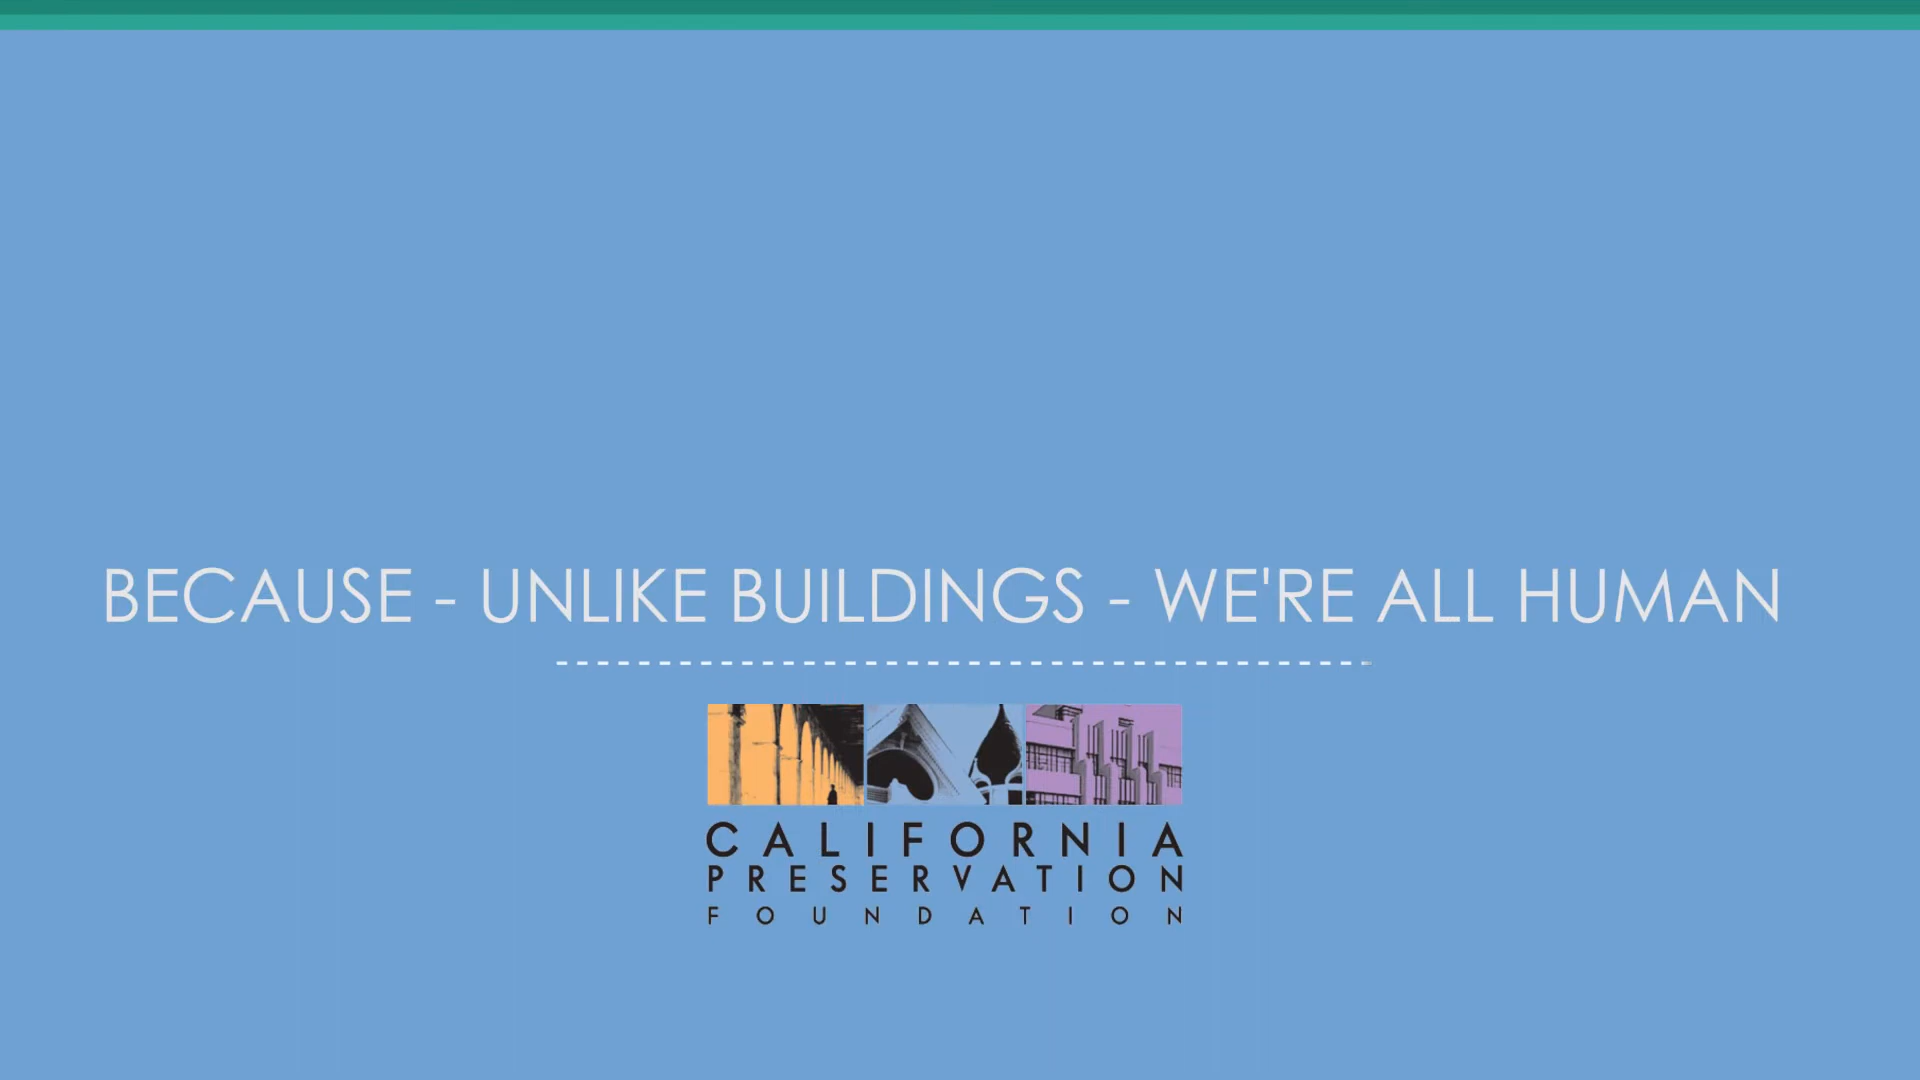 BECAUSE - UNLIKE BUILDINGS - WE'RE ALL HUMAN
CALIFORNIA
PRESERVATION
FOUNDATION